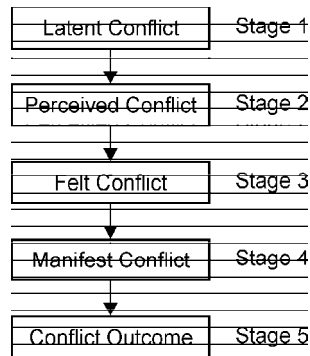 Latent Conflict Stage 1
Perceived Conflict Stage 2
Felt Conflict Stage 3
Manifest Conflict Stage 4
Conflict Outcome Stage 5